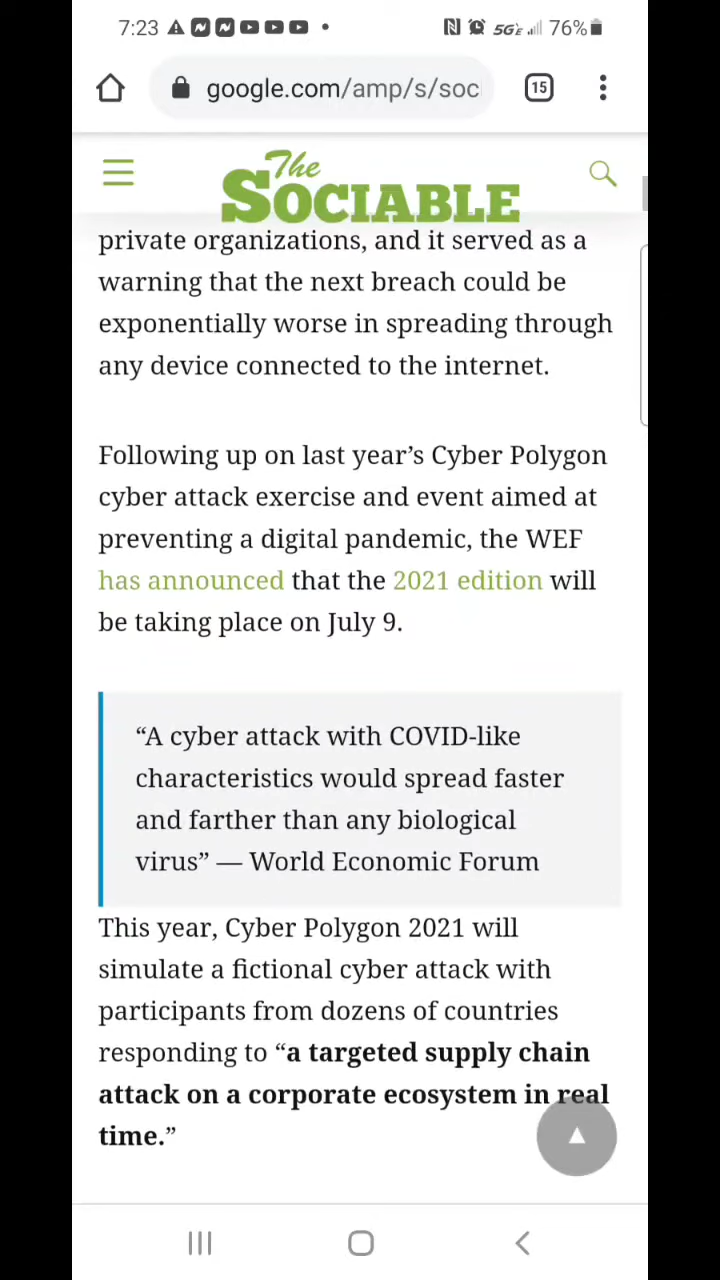 7:23 76%
google.com/amp/s/soc 15
The
SOCIABLE
private organizations, and it served as a
warning that the next breach could be
exponentially worse in spreading through
any device connected to the internet.
Following up on last year’s Cyber Polygon
cyber attack exercise and event aimed at
preventing a digital pandemic, the WEF
has announced that the 2021 edition will
be taking place on July 9.
“A cyber attack with COVID-like
characteristics would spread faster
and farther than any biological
virus” — World Economic Forum
This year, Cyber Polygon 2021 will
simulate a fictional cyber attack with
participants from dozens of countries
responding to “a targeted supply chain
attack on a corporate ecosystem in real
time.”